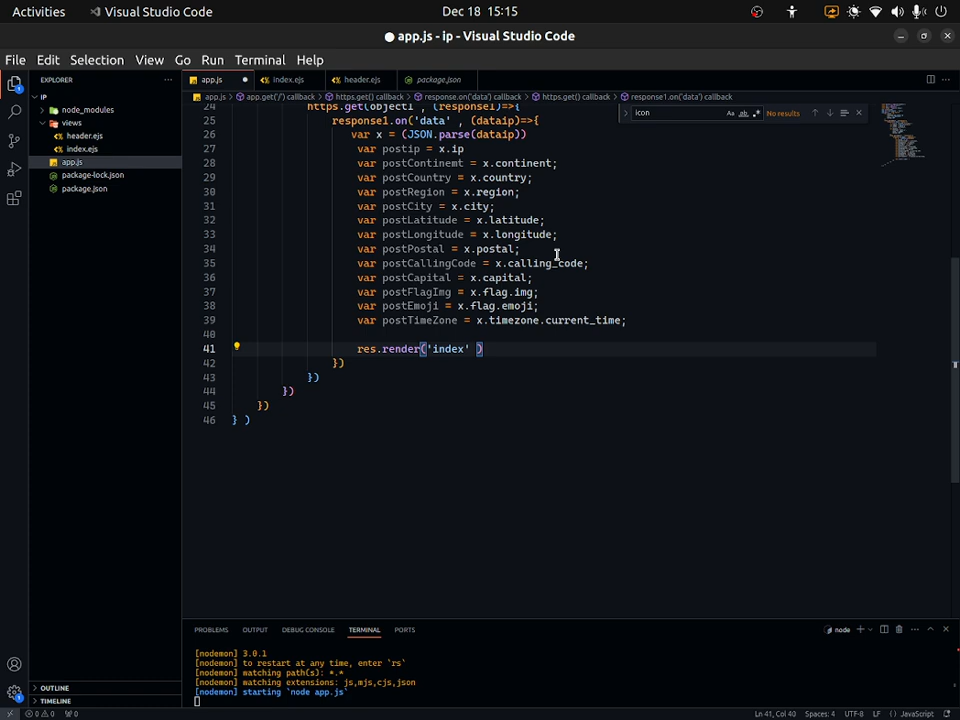 Activities Visual Studio Code Dec 18 15:15
● app.js - ip - Visual Studio Code
File Edit Selection View Go Run Terminal Help
EXPLORER ··· app.js ● index.ejs header.ejs package.json
app.js > app.get('/') callback > https.get() callback > response.on('data') callback > https.get() callback > response1.on('data') callback
IP
node_modules
views
header.ejs
index.ejs
app.js
package-lock.json
package.json
OUTLINE
TIMELINE
icon Aa ab .* No results
24 https.get(object1 , (response1)=>{
25 response1.on('data' , (dataip)=>{
26 var x = (JSON.parse(dataip))
27 var postip = x.ip
28 var postContinemt = x.continent;
29 var postCountry = x.country;
30 var postRegion = x.region;
31 var postCity = x.city;
32 var postLatitude = x.latitude;
33 var postLongitude = x.longitude;
34 var postPostal = x.postal;
35 var postCallingCode = x.calling_code;
36 var postCapital = x.capital;
37 var postFlagImg = x.flag.img;
38 var postEmoji = x.flag.emoji;
39 var postTimeZone = x.timezone.current_time;
40
41 res.render('index' )
42 })
43 })
44 })
45 })
46 } )
PROBLEMS OUTPUT DEBUG CONSOLE TERMINAL PORTS node
[nodemon] 3.0.1
[nodemon] to restart at any time, enter `rs`
[nodemon] watching path(s): *.*
[nodemon] watching extensions: js,mjs,cjs,json
[nodemon] starting `node app.js`
0 0 0 Ln 41, Col 40 Spaces: 4 UTF-8 LF {} JavaScript